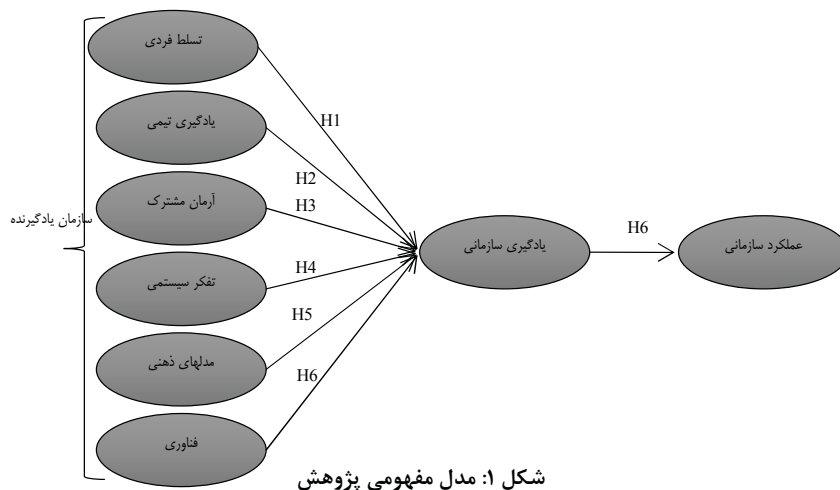 تسلط فردی
H1
یادگیری تیمی
H2
آرمان مشترک
H3
سازمان یادگیرنده
یادگیری سازمانی
H6
عملکرد سازمانی
H4
تفکر سیستمی
H5
مدلهای ذهنی
H6
فناوری
شکل ۱: مدل مفهومی پژوهش